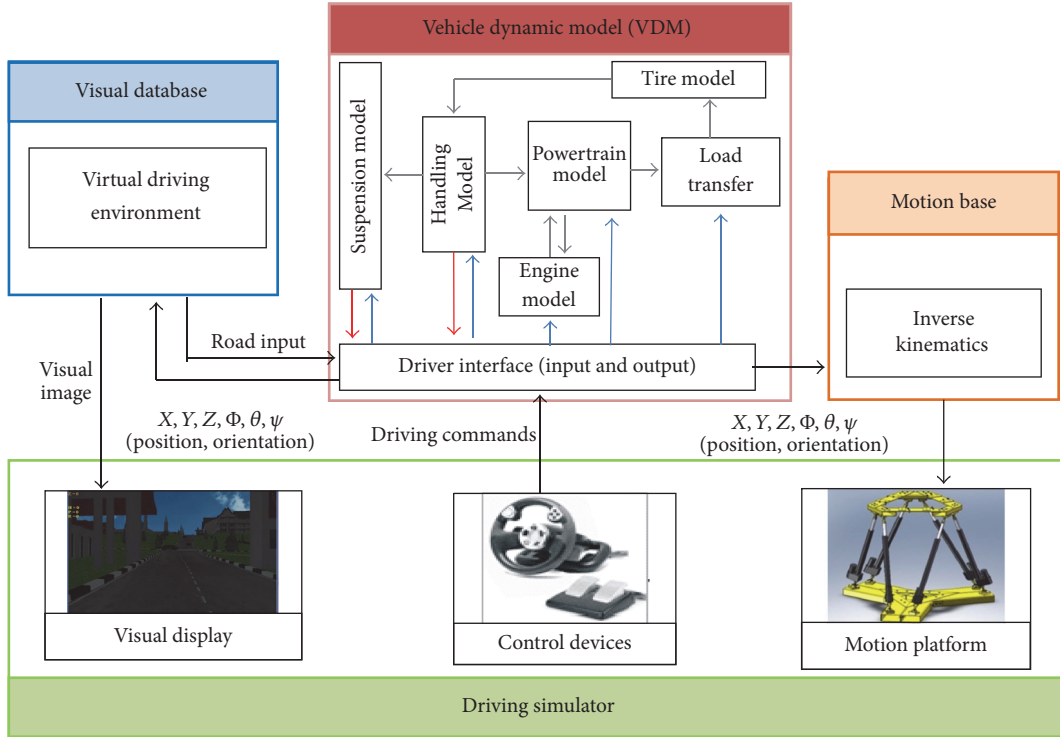 Vehicle dynamic model (VDM)
Visual database
Virtual driving
environment
Suspension model
Handling
Model
Powertrain
model
Tire model
Load
transfer
Engine
model
Motion base
Inverse
kinematics
Road input
Driver interface (input and output)
Visual
image
X, Y, Z, Φ, θ, ψ
(position, orientation)
Driving commands
X, Y, Z, Φ, θ, ψ
(position, orientation)
Visual display
Control devices
Motion platform
Driving simulator